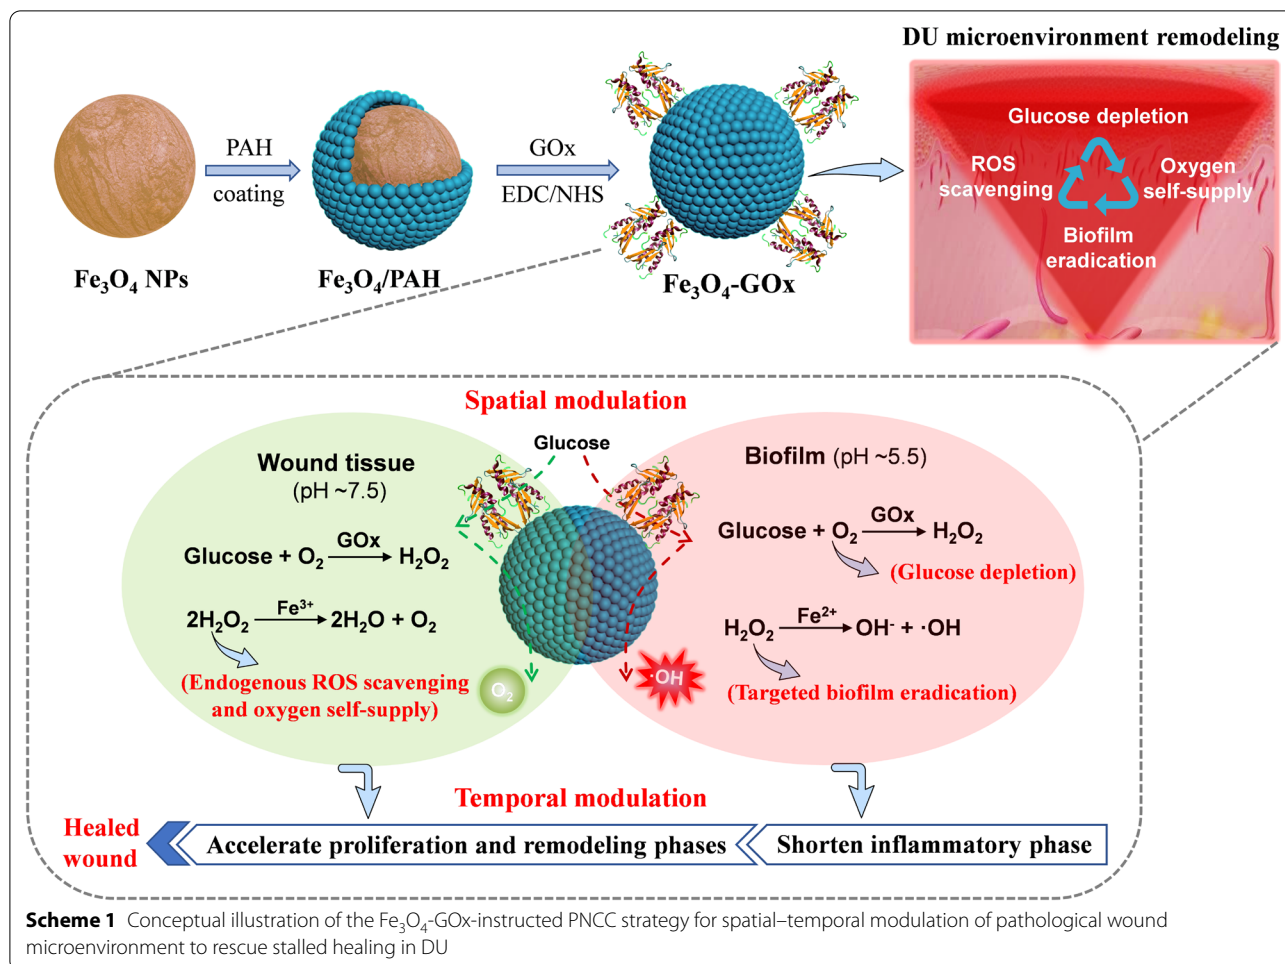 DU microenvironment remodeling
PAH
coating
GOx
EDC/NHS
Fe₃O₄ NPs
Fe₃O₄/PAH
Fe₃O₄-GOx
Glucose depletion
ROS
scavenging
Oxygen
self-supply
Biofilm
eradication
Spatial modulation
Glucose
Wound tissue
(pH ~7.5)
Glucose + O₂ GOx H₂O₂
2H₂O₂ Fe³⁺ 2H₂O + O₂
(Endogenous ROS scavenging
and oxygen self-supply)
O₂
Biofilm (pH ~5.5)
Glucose + O₂ GOx H₂O₂
(Glucose depletion)
H₂O₂ Fe²⁺ OH⁻ + ·OH
(Targeted biofilm eradication)
·OH
Temporal modulation
Healed
wound
Accelerate proliferation and remodeling phases
Shorten inflammatory phase
Scheme 1 Conceptual illustration of the Fe₃O₄-GOx-instructed PNCC strategy for spatial–temporal modulation of pathological wound
microenvironment to rescue stalled healing in DU